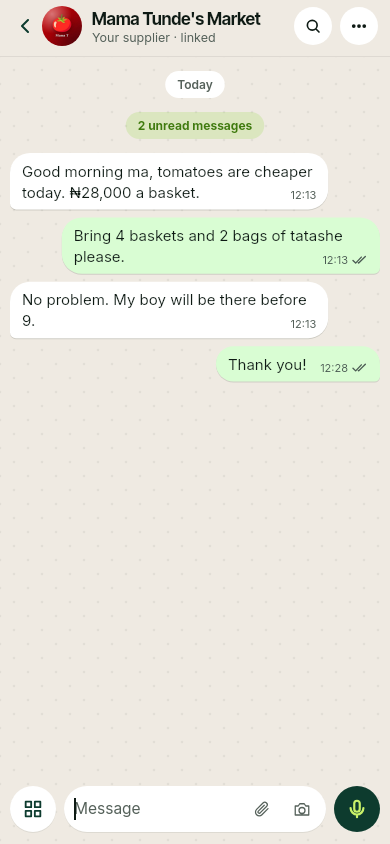 Mama Tunde's Market
Your supplier · linked
Today
2 unread messages
Good morning ma, tomatoes are cheaper
today. ₦28,000 a basket.
12:13
Bring 4 baskets and 2 bags of tatashe
please.
12:13
No problem. My boy will be there before
9.
12:13
Thank you!
12:28
Message